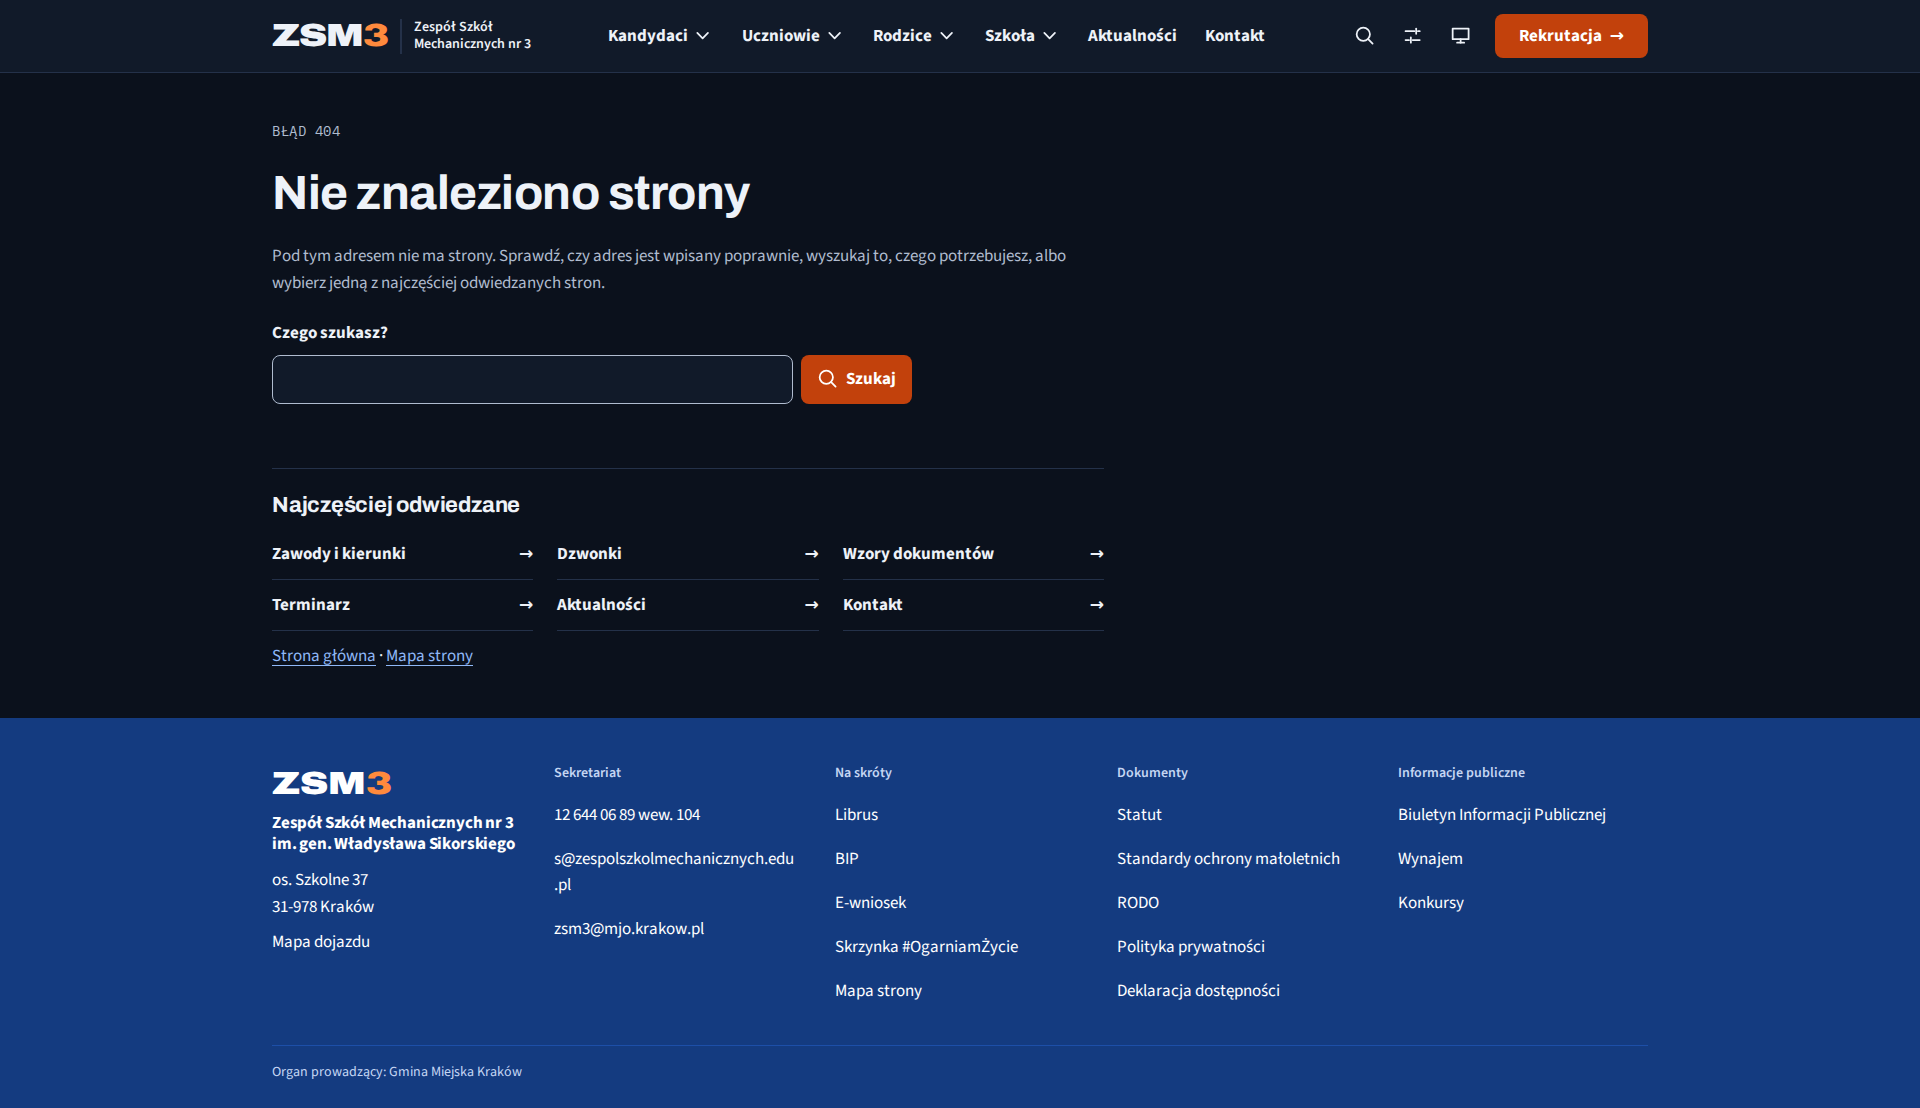 ZSM3
Zespół Szkół
Mechanicznych nr 3
Kandydaci
Uczniowie
Rodzice
Szkoła
Aktualności
Kontakt
Rekrutacja →
BŁĄD 404
Nie znaleziono strony
Pod tym adresem nie ma strony. Sprawdź, czy adres jest wpisany poprawnie, wyszukaj to, czego potrzebujesz, albo
wybierz jedną z najczęściej odwiedzanych stron.
Czego szukasz?
Szukaj
Najczęściej odwiedzane
Zawody i kierunki →
Dzwonki →
Wzory dokumentów →
Terminarz →
Aktualności →
Kontakt →
Strona główna · Mapa strony
ZSM3
Zespół Szkół Mechanicznych nr 3
im. gen. Władysława Sikorskiego
os. Szkolne 37
31-978 Kraków
Mapa dojazdu
Sekretariat
12 644 06 89 wew. 104
s@zespolszkolmechanicznych.edu
.pl
zsm3@mjo.krakow.pl
Na skróty
Librus
BIP
E-wniosek
Skrzynka #OgarniamŻycie
Mapa strony
Dokumenty
Statut
Standardy ochrony małoletnich
RODO
Polityka prywatności
Deklaracja dostępności
Informacje publiczne
Biuletyn Informacji Publicznej
Wynajem
Konkursy
Organ prowadzący: Gmina Miejska Kraków